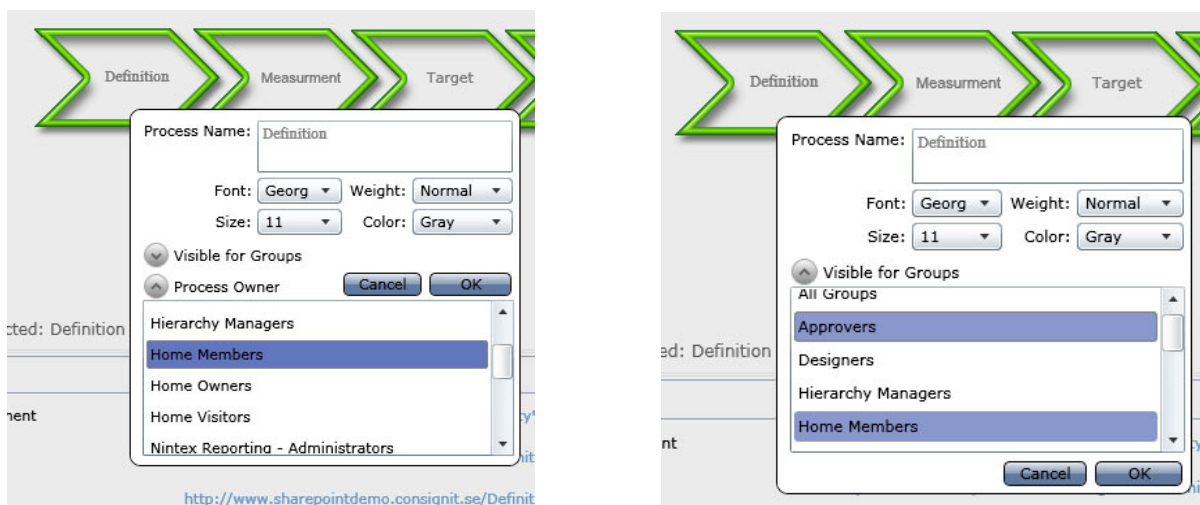 Definition Measurment Target
Process Name: Definition
Font: Georg Weight: Normal
Size: 11 Color: Gray
Visible for Groups
Process Owner Cancel OK
Hierarchy Managers
cted: Definition
Home Members
Home Owners
ment
Home Visitors
Nintex Reporting - Administrators
http://www.sharepointdemo.consignit.se/Definit
Definition Measurment Target
Process Name: Definition
Font: Georg Weight: Normal
Size: 11 Color: Gray
Visible for Groups
All Groups
Approvers
ed: Definition
Designers
Hierarchy Managers
Home Members
nt
Cancel OK